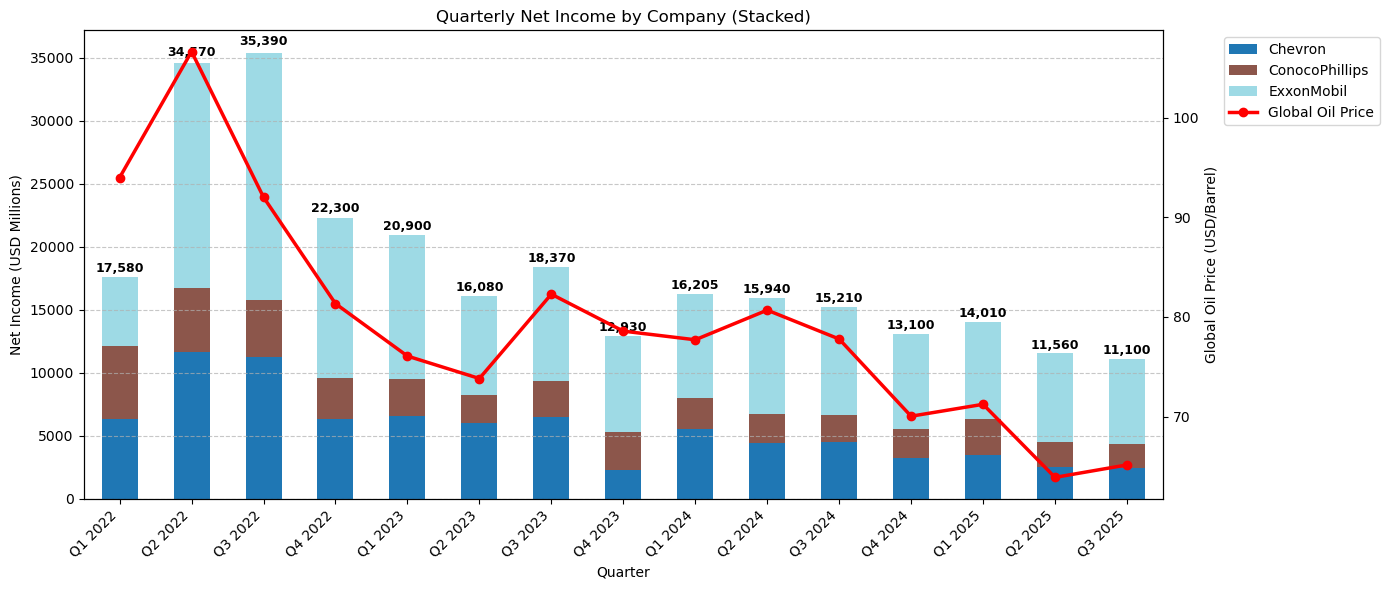 Quarterly Net Income by Company (Stacked)
35,390
22,300
20,900
17,580
16,080
18,370
12,930
16,205
15,940
15,210
13,100
14,010
11,560
11,100
Net Income (USD Millions)
35000
30000
25000
20000
15000
10000
5000
0
Global Oil Price (USD/Barrel)
100
90
80
70
Chevron
ConocoPhillips
ExxonMobil
Global Oil Price
Q1 2022
Q2 2022
Q3 2022
Q4 2022
Q1 2023
Q2 2023
Q3 2023
Q4 2023
Q1 2024
Q2 2024
Q3 2024
Q4 2024
Q1 2025
Q2 2025
Q3 2025
Quarter